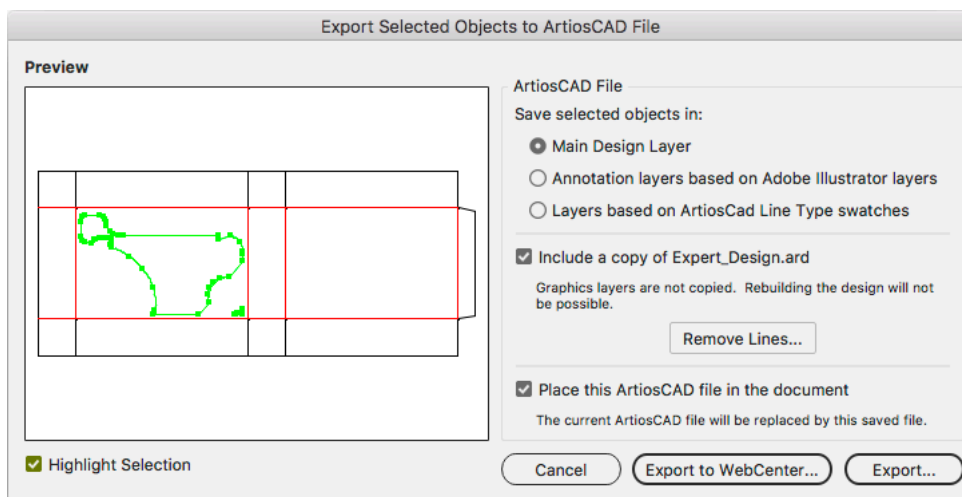 Export Selected Objects to ArtiosCAD File
Preview
ArtiosCAD File
Save selected objects in:
Main Design Layer
Annotation layers based on Adobe Illustrator layers
Layers based on ArtiosCad Line Type swatches
Include a copy of Expert_Design.ard
Graphics layers are not copied. Rebuilding the design will not
be possible.
Remove Lines...
Place this ArtiosCAD file in the document
The current ArtiosCAD file will be replaced by this saved file.
Highlight Selection
Cancel
Export to WebCenter...
Export...